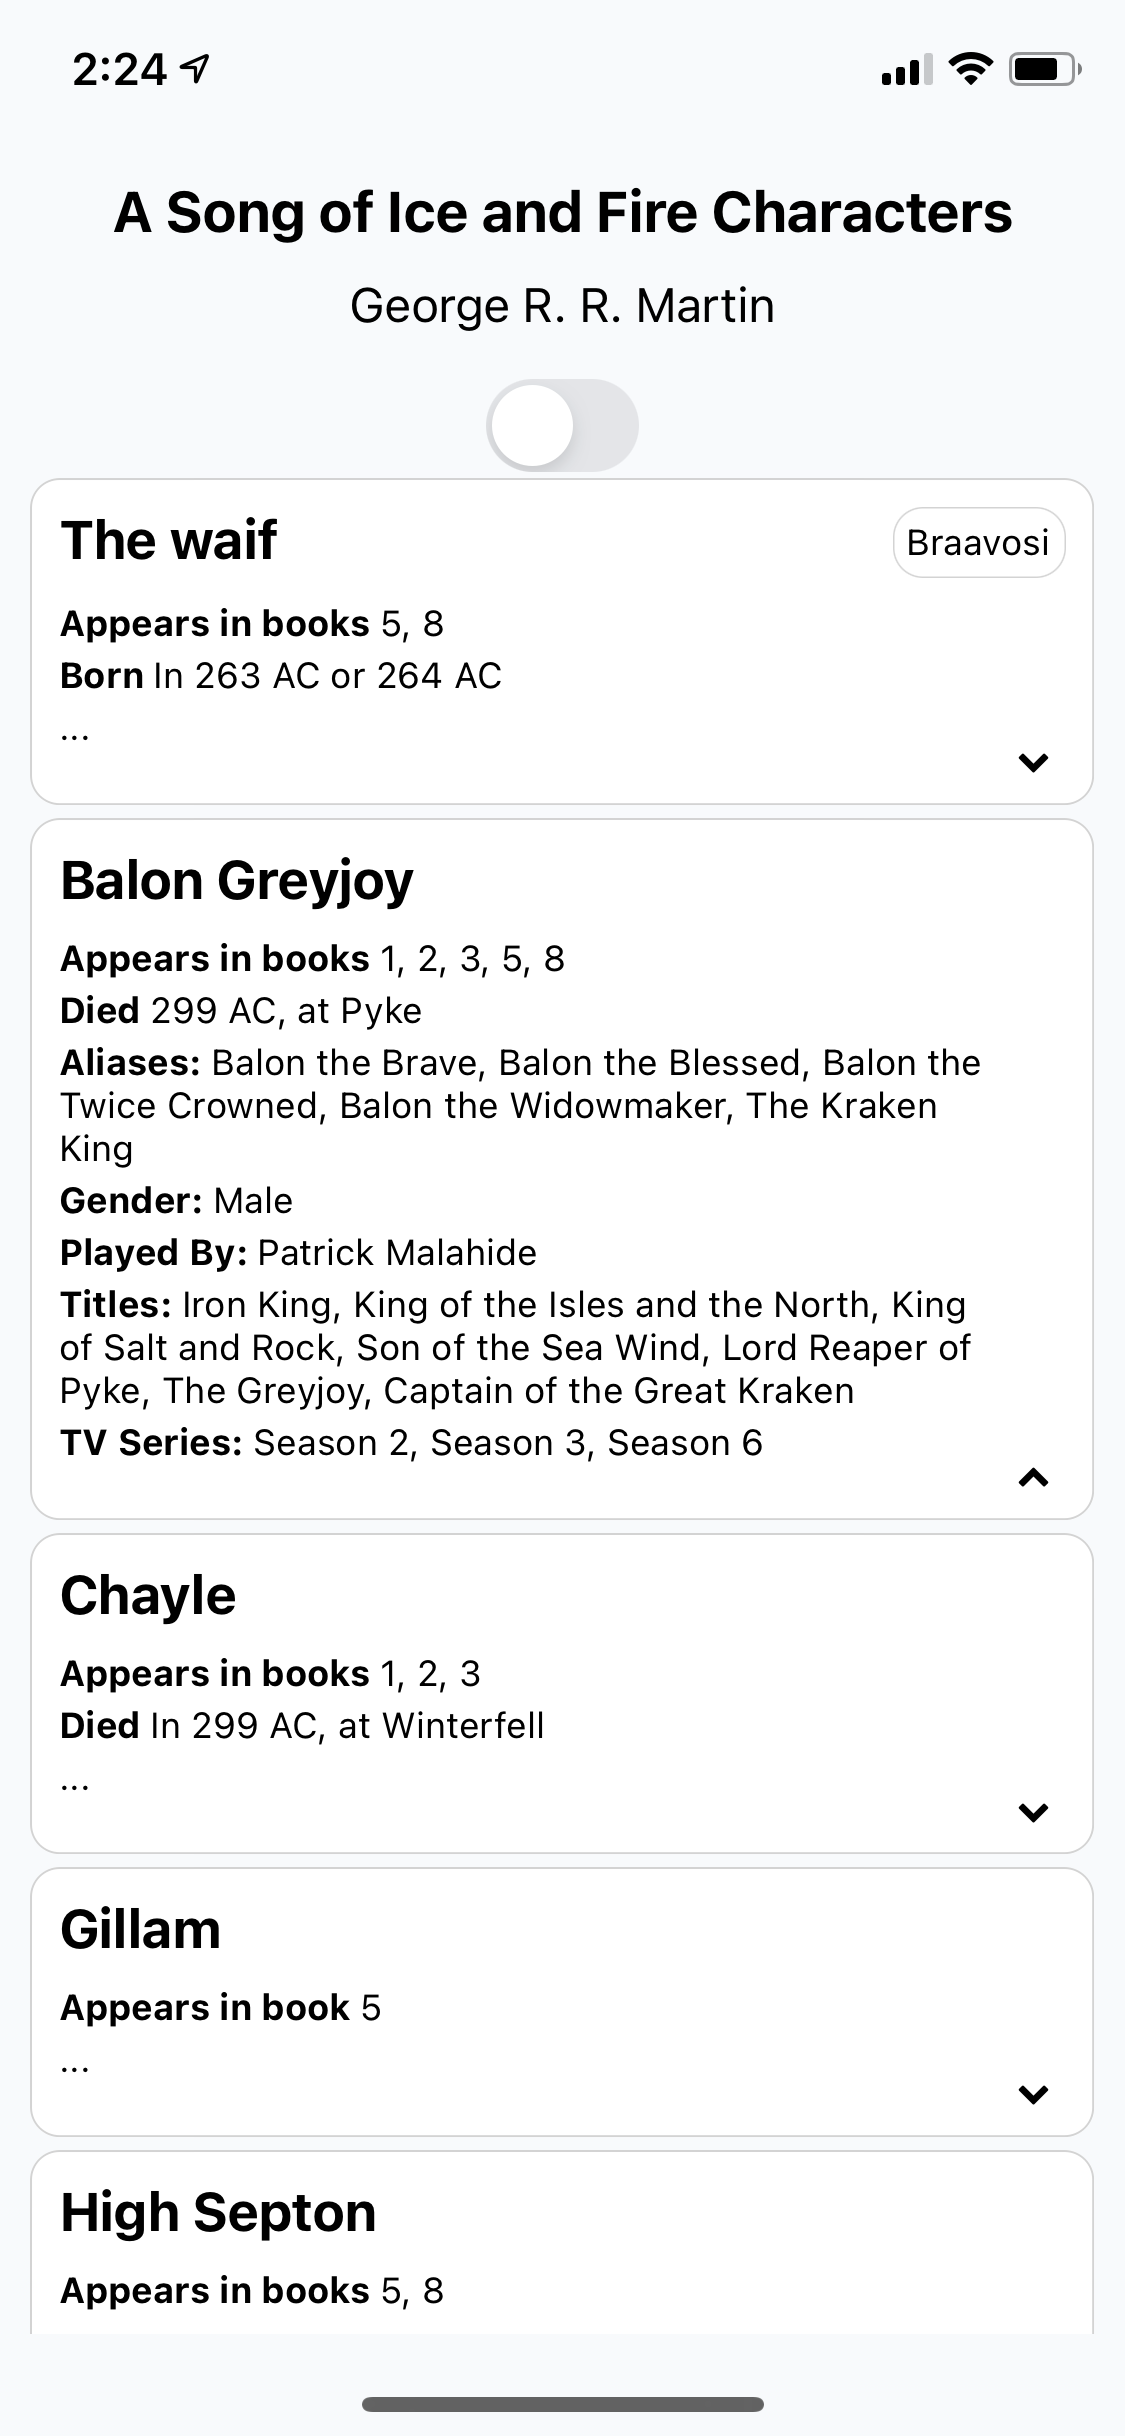 2:24
A Song of Ice and Fire Characters
George R. R. Martin
The waif
Braavosi
Appears in books 5, 8
Born In 263 AC or 264 AC
...
Balon Greyjoy
Appears in books 1, 2, 3, 5, 8
Died 299 AC, at Pyke
Aliases: Balon the Brave, Balon the Blessed, Balon the
Twice Crowned, Balon the Widowmaker, The Kraken
King
Gender: Male
Played By: Patrick Malahide
Titles: Iron King, King of the Isles and the North, King
of Salt and Rock, Son of the Sea Wind, Lord Reaper of
Pyke, The Greyjoy, Captain of the Great Kraken
TV Series: Season 2, Season 3, Season 6
Chayle
Appears in books 1, 2, 3
Died In 299 AC, at Winterfell
...
Gillam
Appears in book 5
...
High Septon
Appears in books 5, 8